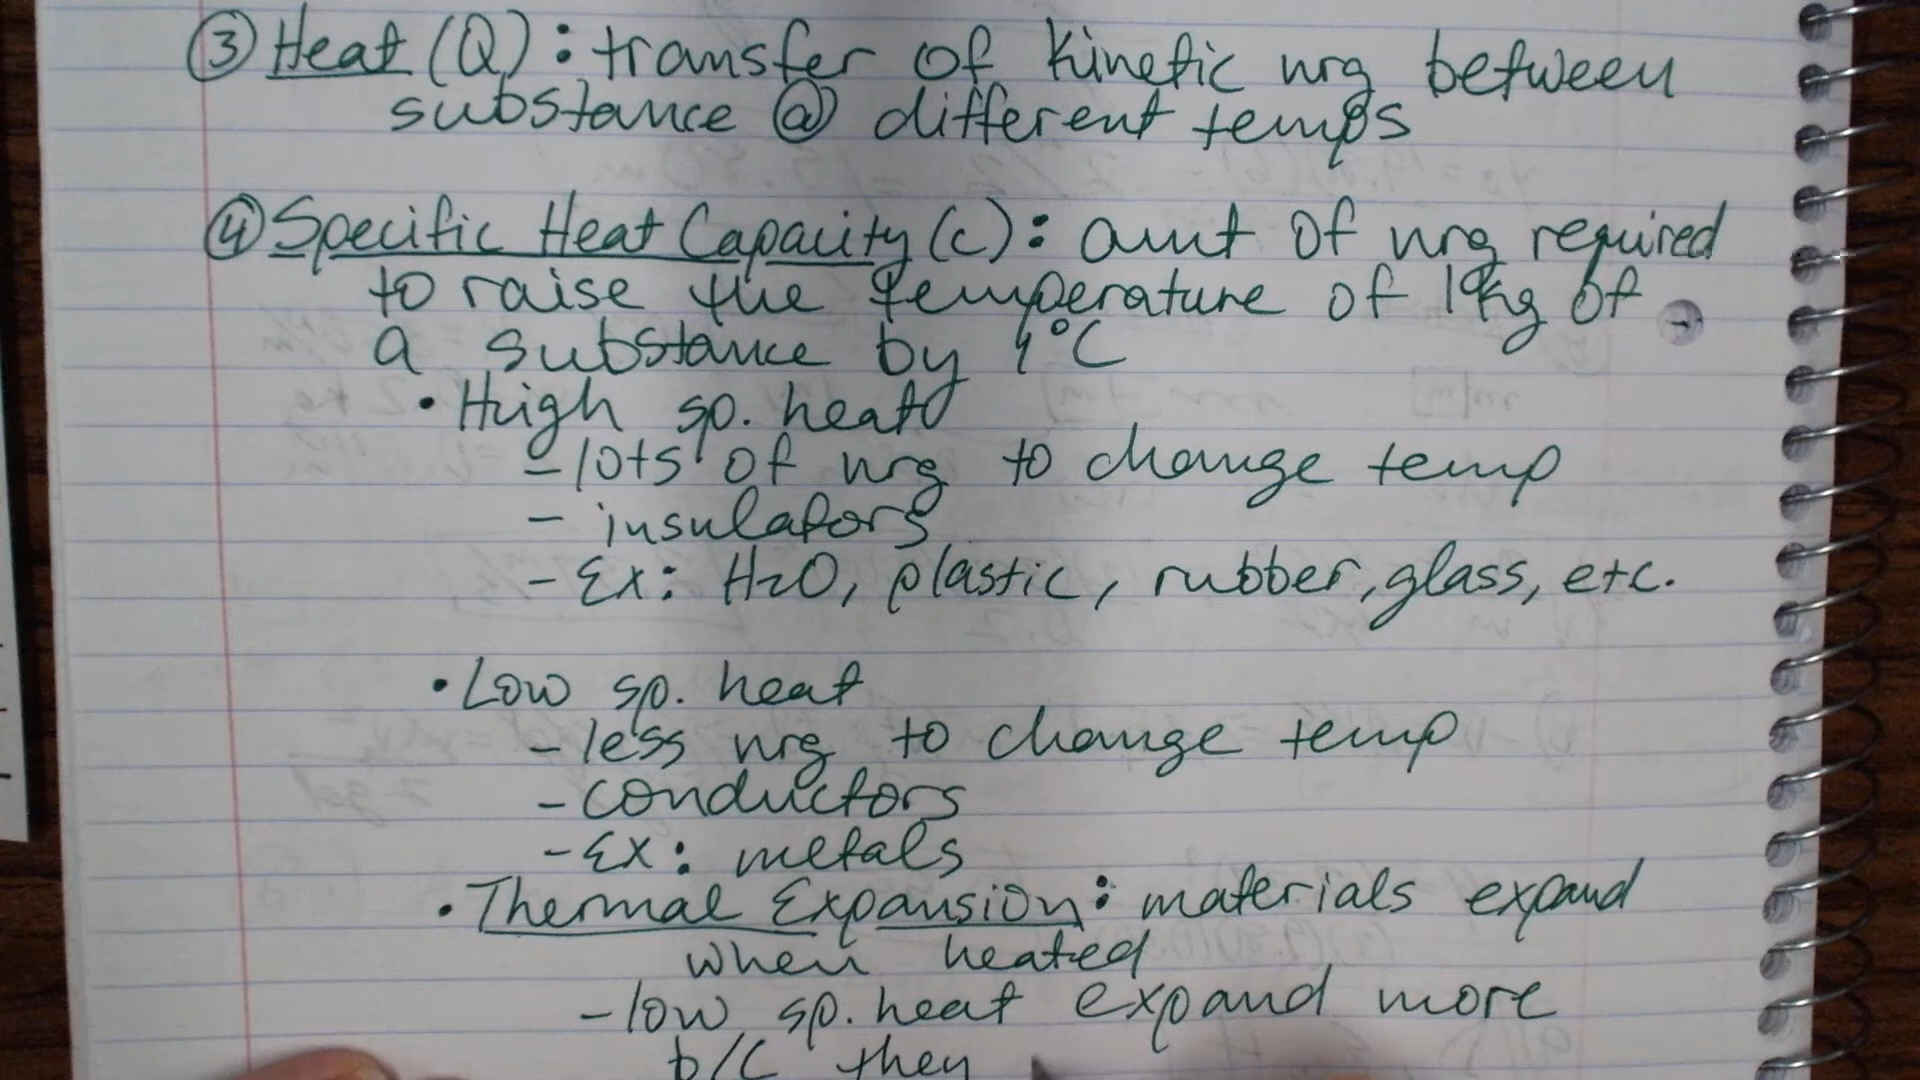 ③ Heat (Q): transfer of kinetic nrg between
substance @ different temps
④ Specific Heat Capacity (c): amt of nrg required
to raise the temperature of 1kg of
a substance by 1°C
• High sp. heat
- lots of nrg to change temp
- insulators
- Ex: H2O, plastic, rubber, glass, etc.
• Low sp. heat
- less nrg to change temp
- conductors
- Ex: metals
• Thermal Expansion: materials expand
when heated
- low sp. heat expand more
b/c they